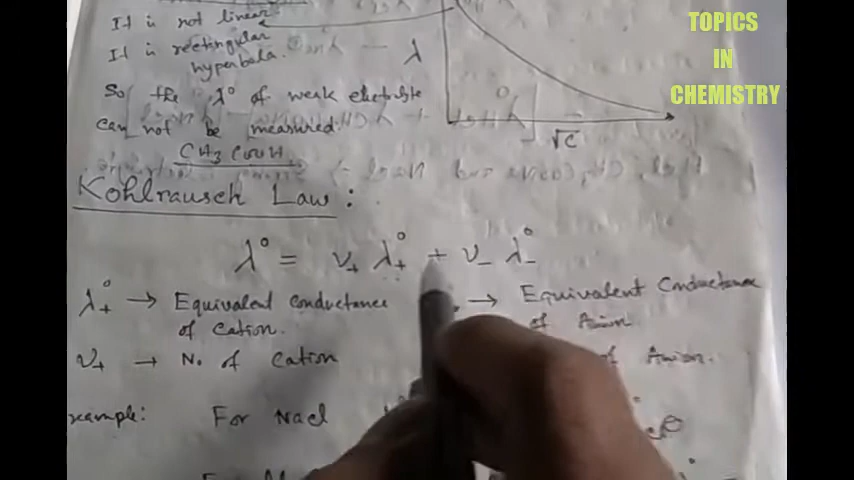 It is not linear
It is rectangular
hyperbola.
So the λ° of weak electrolyte
can not be measured.
CH3COOH.
λ
√C
Kohlrausch Law :
λ° = ν+ λ+° + ν- λ-°
λ+° → Equivalent conductance
of Cation.
→ Equivalent Conductance
of Anion
ν+ → No. of Cation
of Anion.
For NaCl
TOPICS
IN
CHEMISTRY